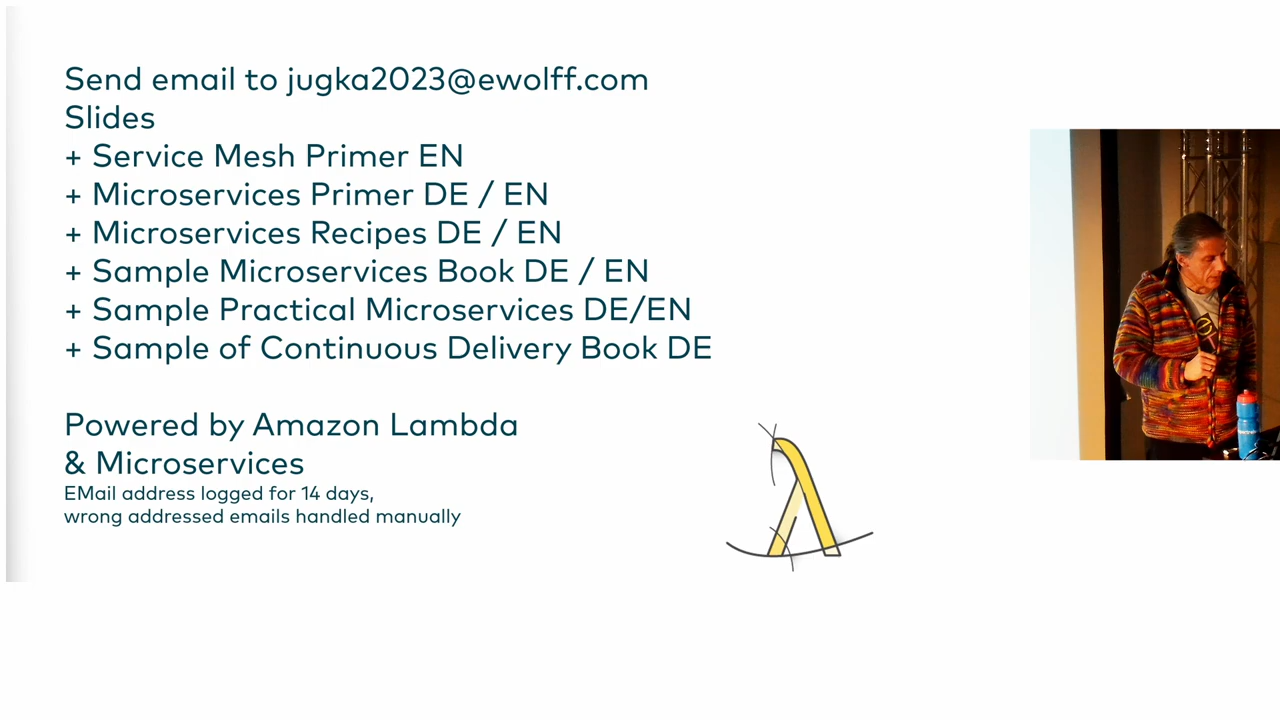 Send email to jugka2023@ewolff.com
Slides
+ Service Mesh Primer EN
+ Microservices Primer DE / EN
+ Microservices Recipes DE / EN
+ Sample Microservices Book DE / EN
+ Sample Practical Microservices DE/EN
+ Sample of Continuous Delivery Book DE
Powered by Amazon Lambda
& Microservices
EMail address logged for 14 days,
wrong addressed emails handled manually